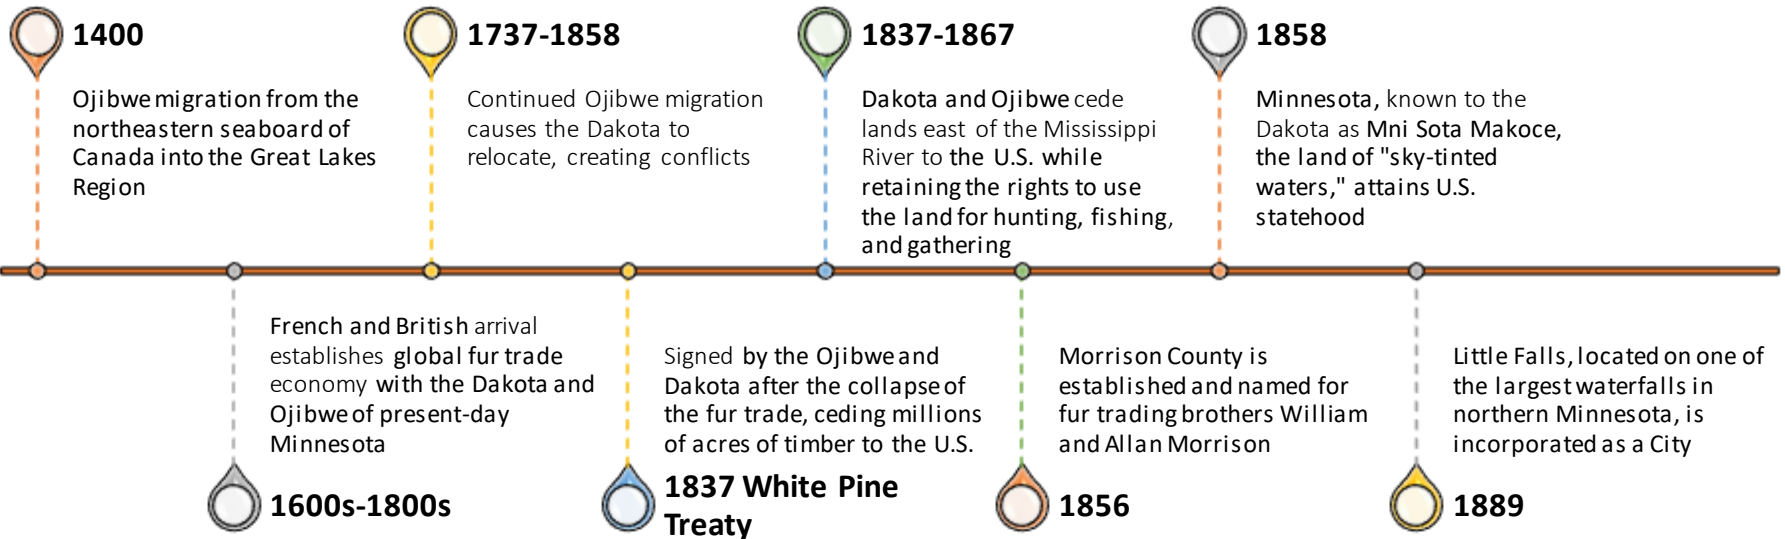 1400
Ojibwe migration from the
northeastern seaboard of
Canada into the Great Lakes
Region
1737-1858
Continued Ojibwe migration
causes the Dakota to
relocate, creating conflicts
1837-1867
Dakota and Ojibwe cede
lands east of the Mississippi
River to the U.S. while
retaining the rights to use
the land for hunting, fishing,
and gathering
1858
Minnesota, known to the
Dakota as Mni Sota Makoce,
the land of "sky-tinted
waters," attains U.S.
statehood
French and British arrival
establishes global fur trade
economy with the Dakota and
Ojibwe of present-day
Minnesota
1600s-1800s
Signed by the Ojibwe and
Dakota after the collapse of
the fur trade, ceding millions
of acres of timber to the U.S.
1837 White Pine
Treaty
Morrison County is
established and named for
fur trading brothers William
and Allan Morrison
1856
Little Falls, located on one of
the largest waterfalls in
northern Minnesota, is
incorporated as a City
1889